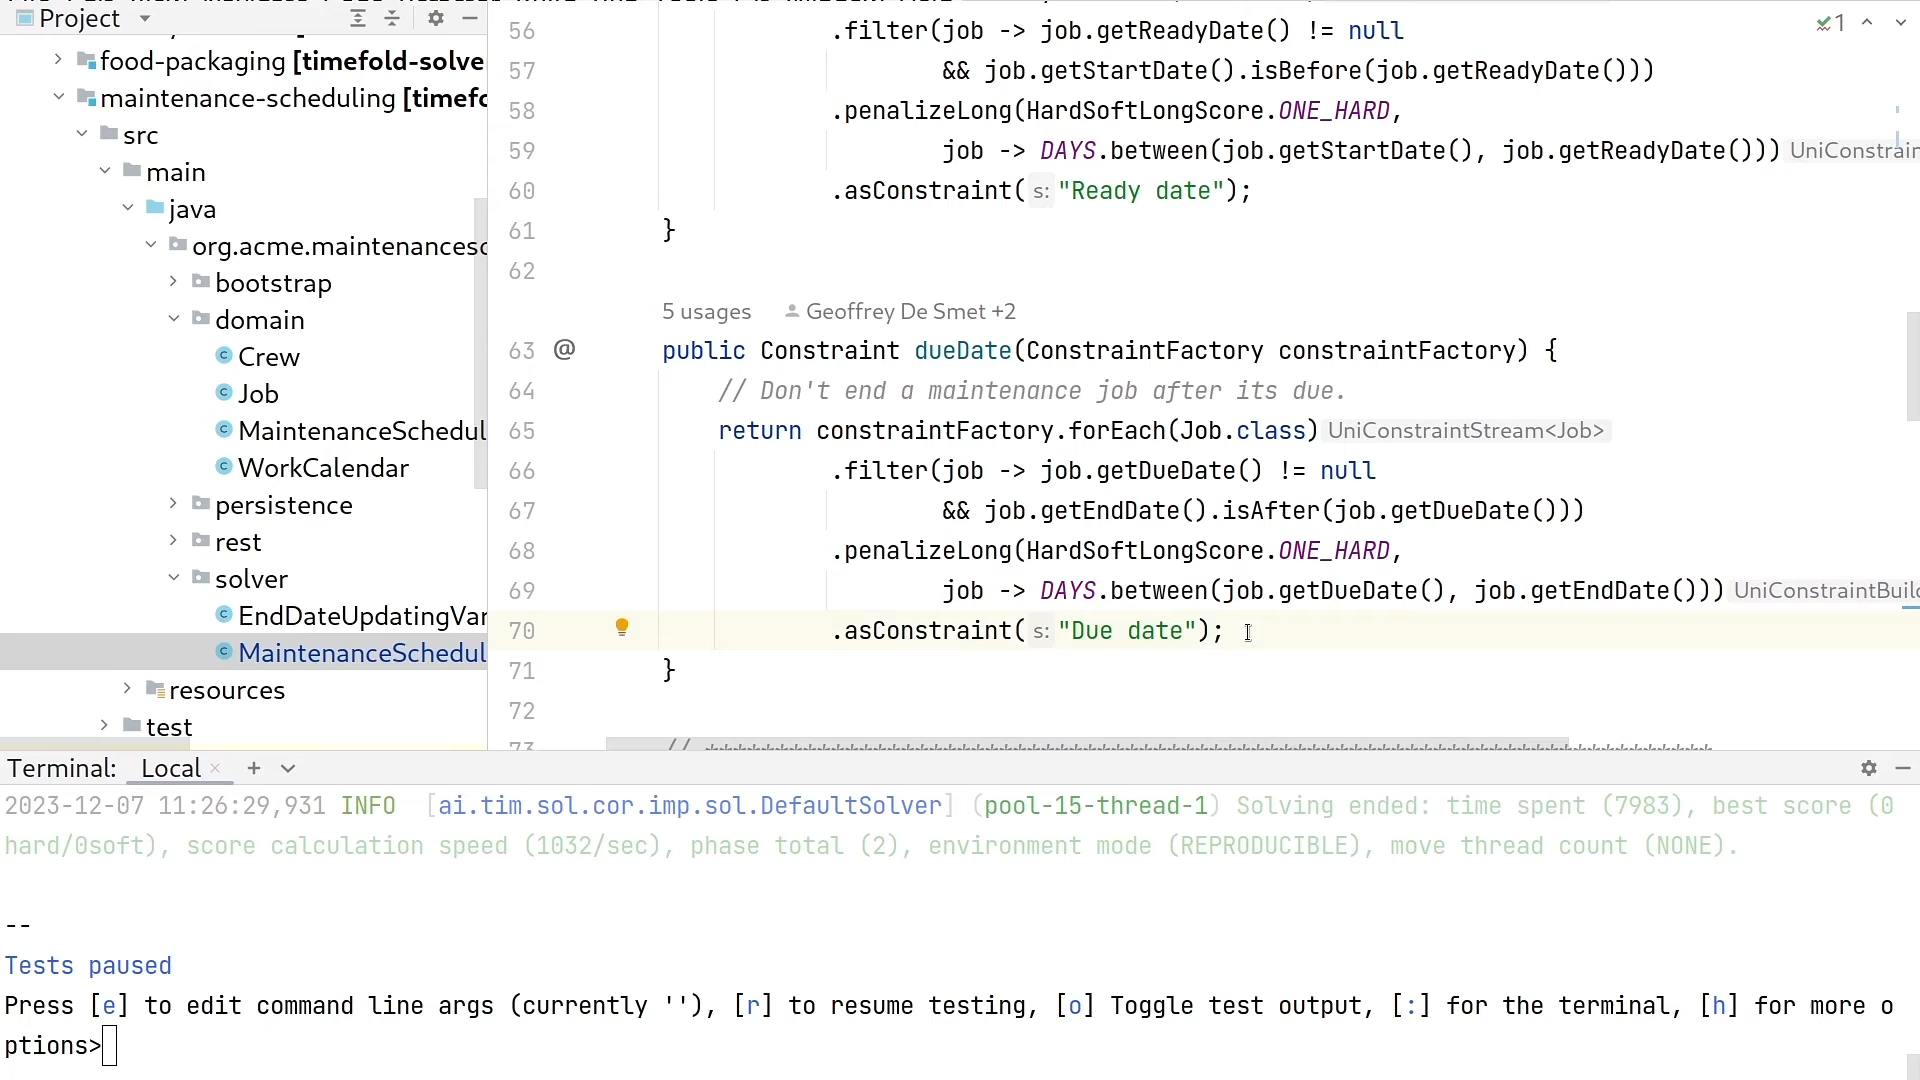 Project
food-packaging [timefold-solve
maintenance-scheduling [timefo
src
main
java
org.acme.maintenancesc
bootstrap
domain
Crew
Job
MaintenanceSchedul
WorkCalendar
persistence
rest
solver
EndDateUpdatingVar
MaintenanceSchedul
resources
test
1
56 .filter(job -> job.getReadyDate() != null
57 && job.getStartDate().isBefore(job.getReadyDate()))
58 .penalizeLong(HardSoftLongScore.ONE_HARD,
59 job -> DAYS.between(job.getStartDate(), job.getReadyDate())) UniConstrain
60 .asConstraint( s: "Ready date");
61 }
62
5 usages Geoffrey De Smet +2
63 @ public Constraint dueDate(ConstraintFactory constraintFactory) {
64 // Don't end a maintenance job after its due.
65 return constraintFactory.forEach(Job.class) UniConstraintStream<Job>
66 .filter(job -> job.getDueDate() != null
67 && job.getEndDate().isAfter(job.getDueDate()))
68 .penalizeLong(HardSoftLongScore.ONE_HARD,
69 job -> DAYS.between(job.getDueDate(), job.getEndDate())) UniConstraintBuil
70 .asConstraint( s: "Due date");
71 }
72
73
Terminal: Local
2023-12-07 11:26:29,931 INFO [ai.tim.sol.cor.imp.sol.DefaultSolver] (pool-15-thread-1) Solving ended: time spent (7983), best score (0
hard/0soft), score calculation speed (1032/sec), phase total (2), environment mode (REPRODUCIBLE), move thread count (NONE).
--
Tests paused
Press [e] to edit command line args (currently ''), [r] to resume testing, [o] Toggle test output, [:] for the terminal, [h] for more o
ptions>